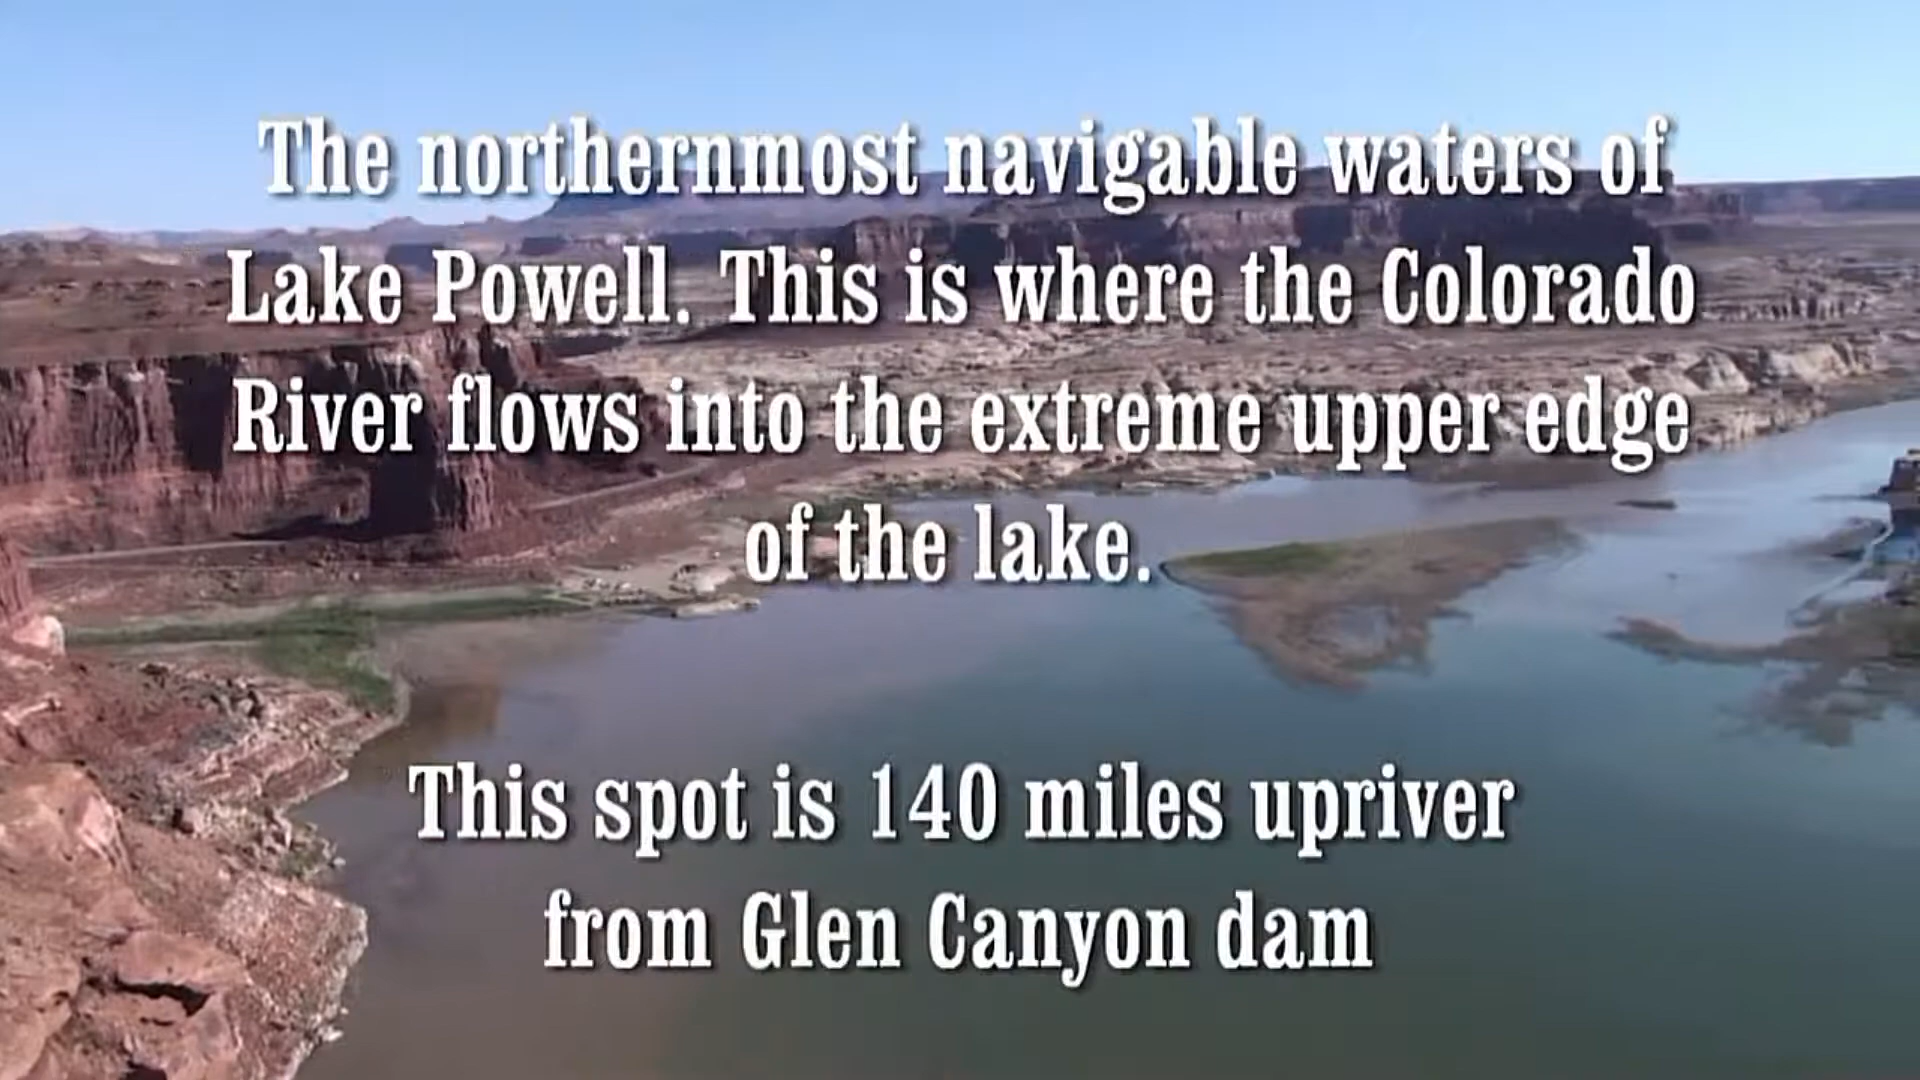 The northernmost navigable waters of
Lake Powell. This is where the Colorado
River flows into the extreme upper edge
of the lake.
This spot is 140 miles upriver
from Glen Canyon dam